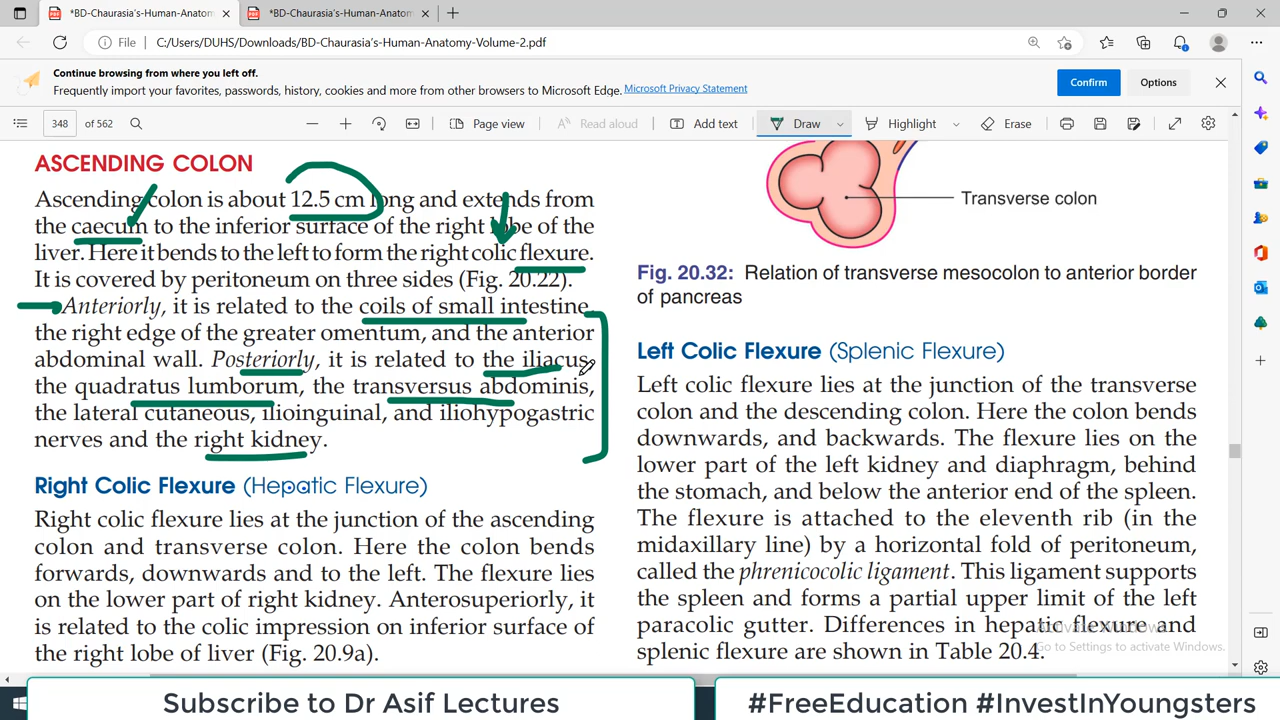 *BD-Chaurasia's-Human-Anatom
*BD-Chaurasia's-Human-Anatom
File
C:/Users/DUHS/Downloads/BD-Chaurasia's-Human-Anatomy-Volume-2.pdf
Continue browsing from where you left off.
Frequently import your favorites, passwords, history, cookies and more from other browsers to Microsoft Edge. Microsoft Privacy Statement
Confirm
Options
348 of 562
Page view
Read aloud
Add text
Draw
Highlight
Erase
ASCENDING COLON
Ascending colon is about 12.5 cm long and extends from
the caecum to the inferior surface of the right lobe of the
liver. Here it bends to the left to form the right colic flexure.
It is covered by peritoneum on three sides (Fig. 20.22).
Anteriorly, it is related to the coils of small intestine,
the right edge of the greater omentum, and the anterior
abdominal wall. Posteriorly, it is related to the iliacus,
the quadratus lumborum, the transversus abdominis,
the lateral cutaneous, ilioinguinal, and iliohypogastric
nerves and the right kidney.
Right Colic Flexure (Hepatic Flexure)
Right colic flexure lies at the junction of the ascending
colon and transverse colon. Here the colon bends
forwards, downwards and to the left. The flexure lies
on the lower part of right kidney. Anterosuperiorly, it
is related to the colic impression on inferior surface of
the right lobe of liver (Fig. 20.9a).
Transverse colon
Fig. 20.32: Relation of transverse mesocolon to anterior border
of pancreas
Left Colic Flexure (Splenic Flexure)
Left colic flexure lies at the junction of the transverse
colon and the descending colon. Here the colon bends
downwards, and backwards. The flexure lies on the
lower part of the left kidney and diaphragm, behind
the stomach, and below the anterior end of the spleen.
The flexure is attached to the eleventh rib (in the
midaxillary line) by a horizontal fold of peritoneum,
called the phrenicocolic ligament. This ligament supports
the spleen and forms a partial upper limit of the left
paracolic gutter. Differences in hepatic flexure and
splenic flexure are shown in Table 20.4.
Activate Windows
Go to Settings to activate Windows.
Subscribe to Dr Asif Lectures
#FreeEducation #InvestInYoungsters